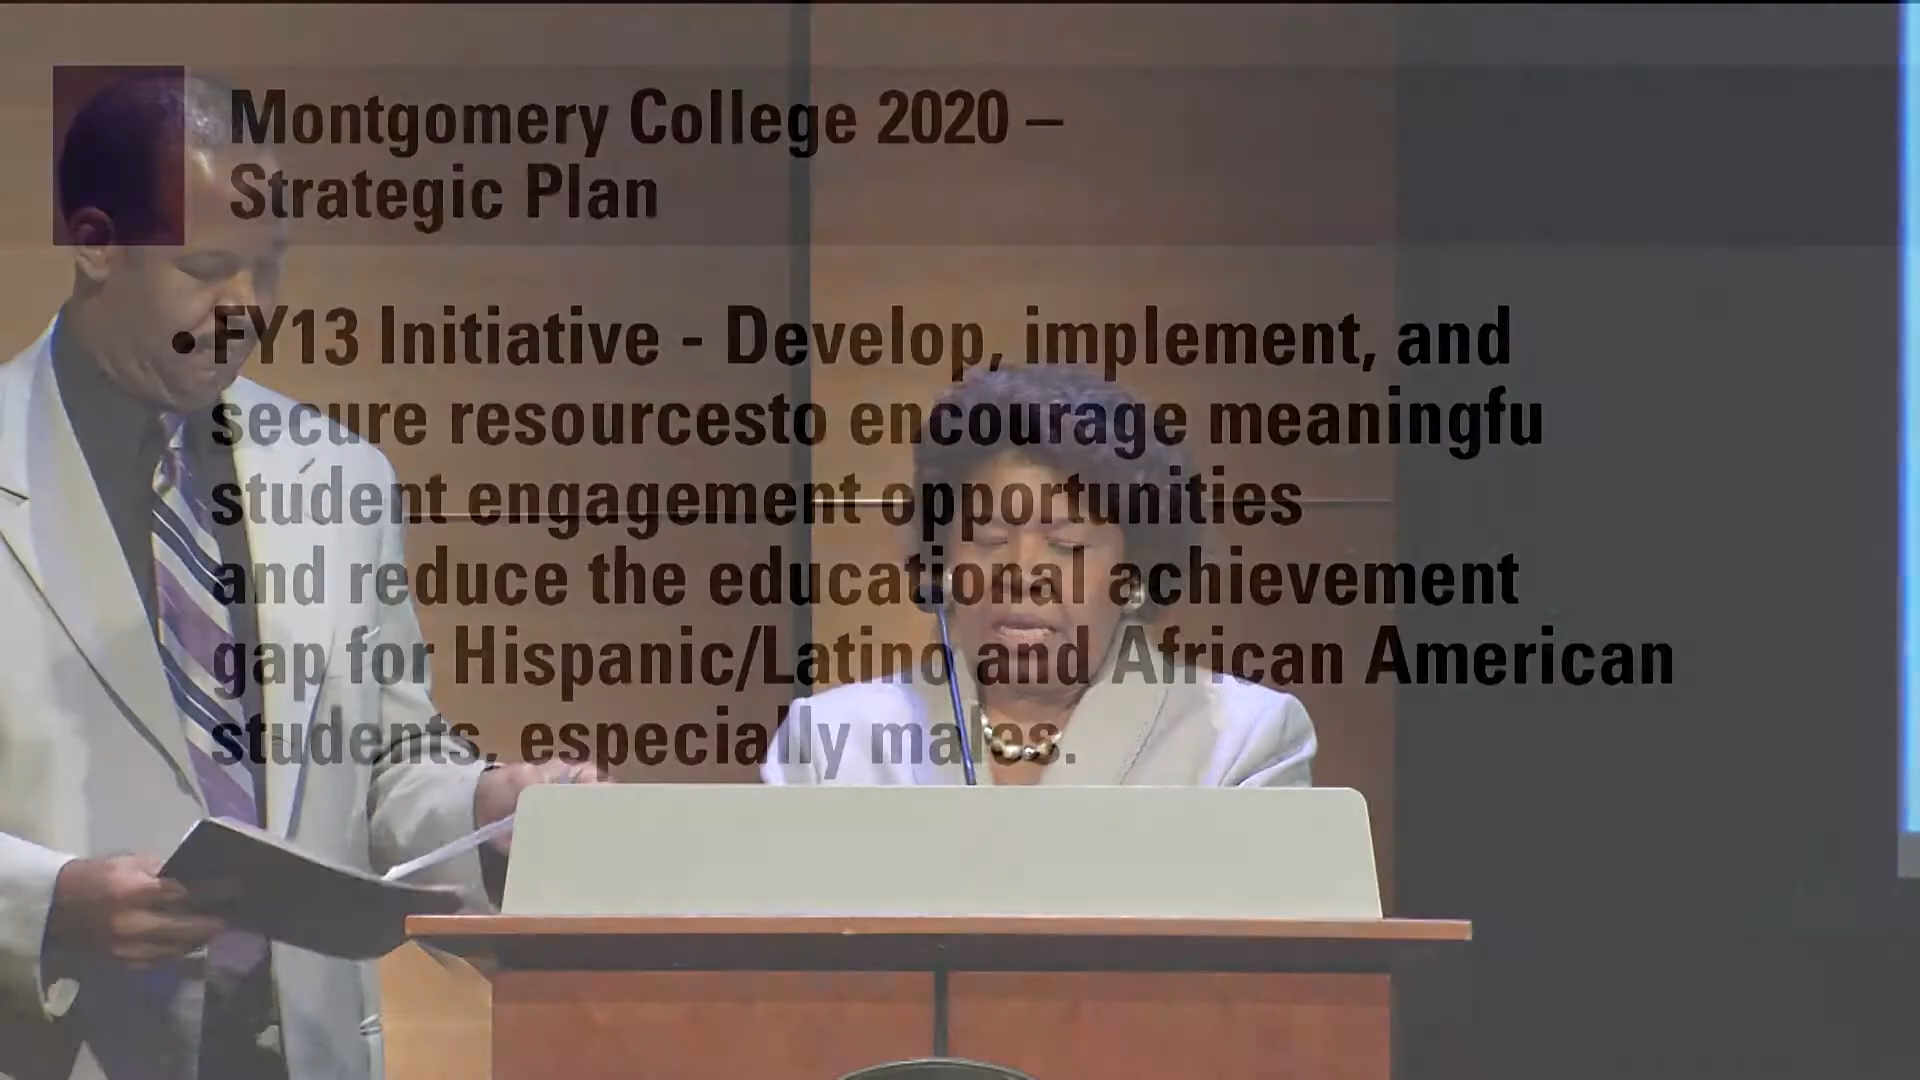 Montgomery College 2020 –
Strategic Plan
• FY13 Initiative - Develop, implement, and
secure resourcesto encourage meaningfu
student engagement opportunities
and reduce the educational achievement
gap for Hispanic/Latino and African American
students, especially males.